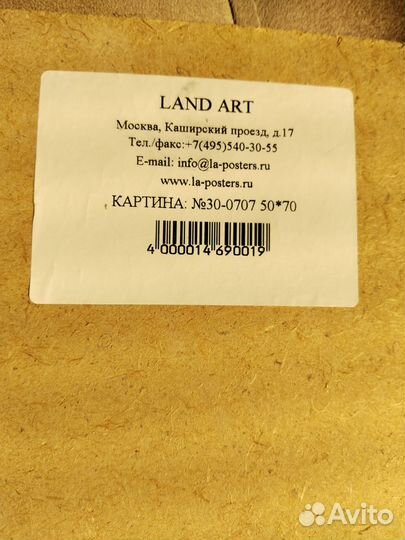 LAND ART
Москва, Каширский проезд, д.17
Тел./факс:+7(495)540-30-55
E-mail: info@la-posters.ru
www.la-posters.ru
КАРТИНА: №30-0707 50*70
4 000014 690019
Avito